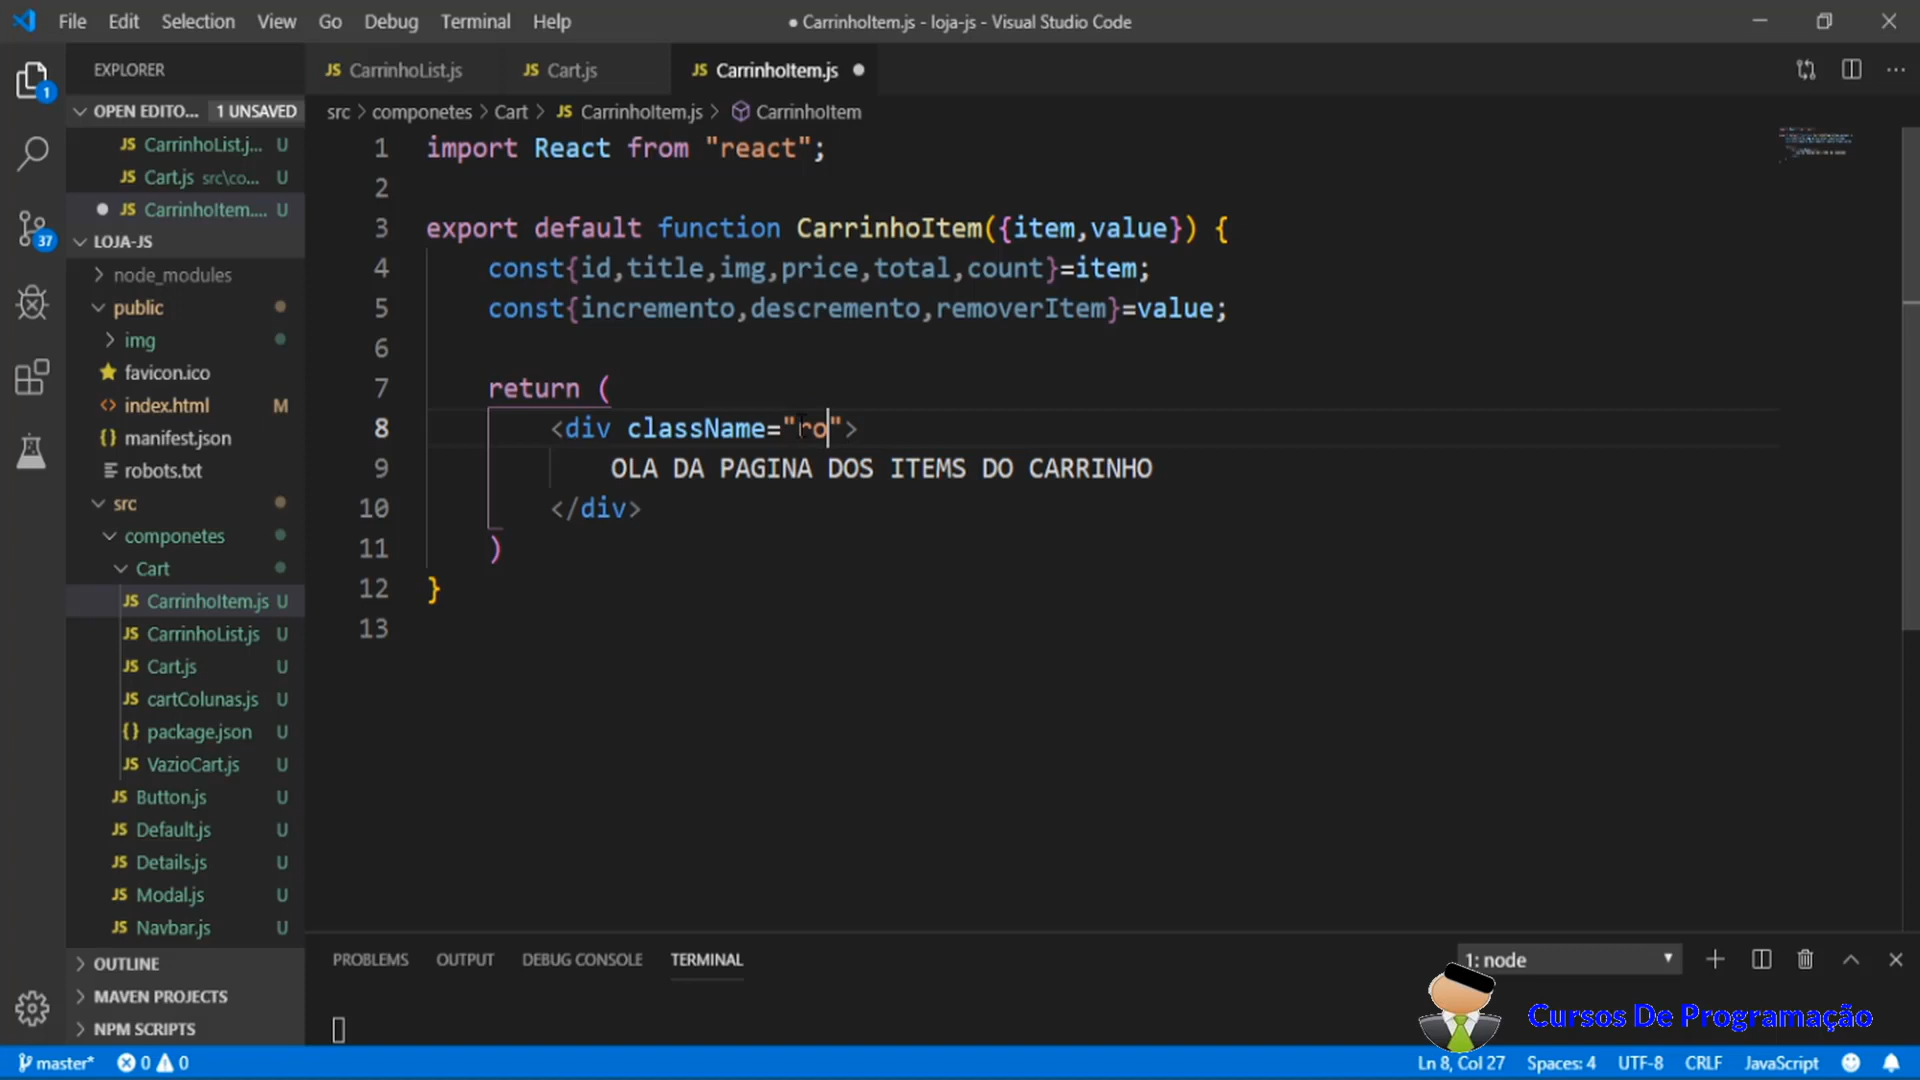 File Edit Selection View Go Debug Terminal Help ● CarrinhoItem.js - loja-js - Visual Studio Code
EXPLORER
JS CarrinhoList.js JS Cart.js JS CarrinhoItem.js
OPEN EDITO... 1 UNSAVED
src > componetes > Cart > JS CarrinhoItem.js > CarrinhoItem
JS CarrinhoList.j... U
JS Cart.js src\co... U
JS CarrinhoItem.... U
LOJA-JS
node_modules
public
img
favicon.ico
<> index.html M
manifest.json
robots.txt
src
componetes
Cart
JS CarrinhoItem.js U
JS CarrinhoList.js U
JS Cart.js U
JS cartColunas.js U
{} package.json U
JS VazioCart.js U
JS Button.js U
JS Default.js U
JS Details.js U
JS Modal.js U
JS Navbar.js U
OUTLINE
MAVEN PROJECTS
NPM SCRIPTS
1
37
1 import React from "react";
2
3 export default function CarrinhoItem({item,value}) {
4 const{id,title,img,price,total,count}=item;
5 const{incremento,descremento,removerItem}=value;
6
7 return (
8 <div className="ro">
9 OLA DA PAGINA DOS ITEMS DO CARRINHO
10 </div>
11 )
12 }
13
PROBLEMS OUTPUT DEBUG CONSOLE TERMINAL 1: node
Cursos De Programação
master* 0 0 Ln 8, Col 27 Spaces: 4 UTF-8 CRLF JavaScript